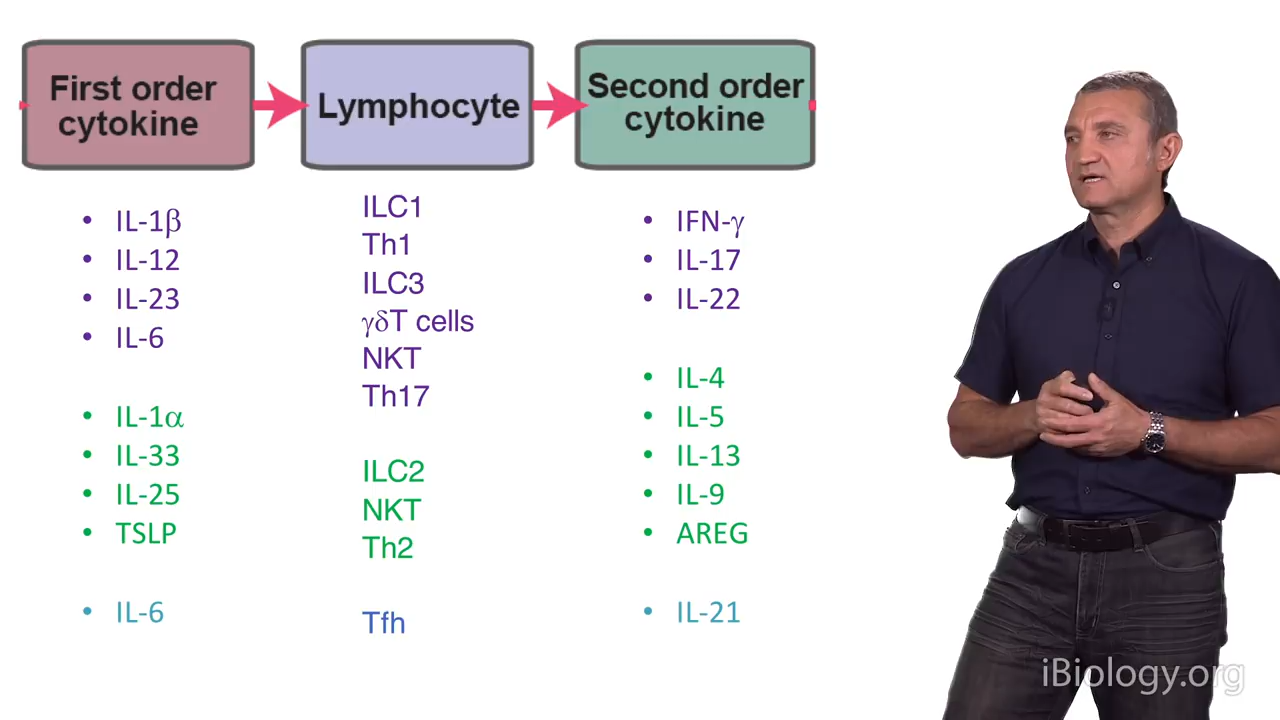 First order
cytokine
Lymphocyte
Second order
cytokine
• IL-1β
• IL-12
• IL-23
• IL-6
• IL-1α
• IL-33
• IL-25
• TSLP
• IL-6
ILC1
Th1
ILC3
γδT cells
NKT
Th17
ILC2
NKT
Th2
Tfh
• IFN-γ
• IL-17
• IL-22
• IL-4
• IL-5
• IL-13
• IL-9
• AREG
• IL-21
iBiology.org